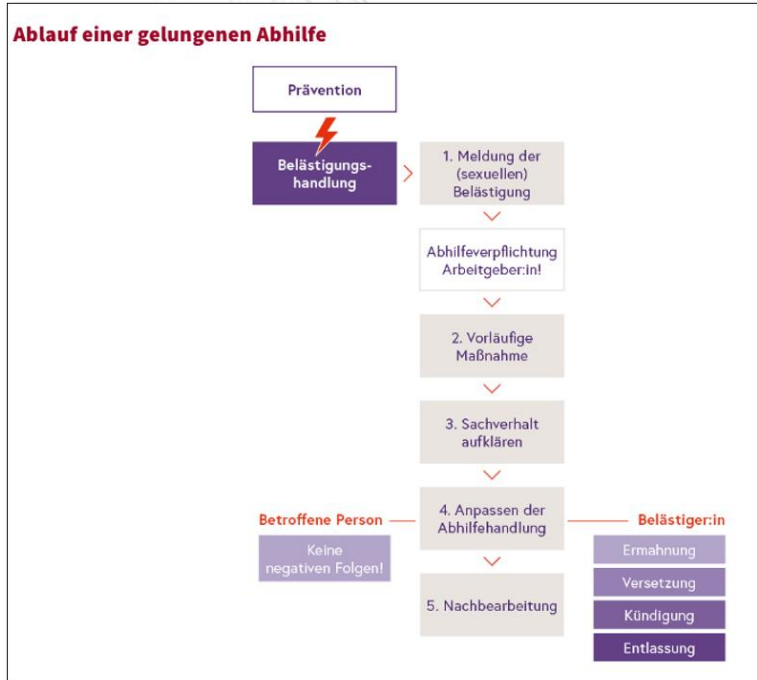 Ablauf einer gelungenen Abhilfe
Prävention
Belästigungs-
handlung
1. Meldung der
(sexuellen)
Belästigung
Abhilfeverpflichtung
Arbeitgeber:in!
2. Vorläufige
Maßnahme
3. Sachverhalt
aufklären
4. Anpassen der
Abhilfehandlung
Betroffene Person
Keine
negativen Folgen!
Belästiger:in
Ermahnung
Versetzung
Kündigung
Entlassung
5. Nachbearbeitung